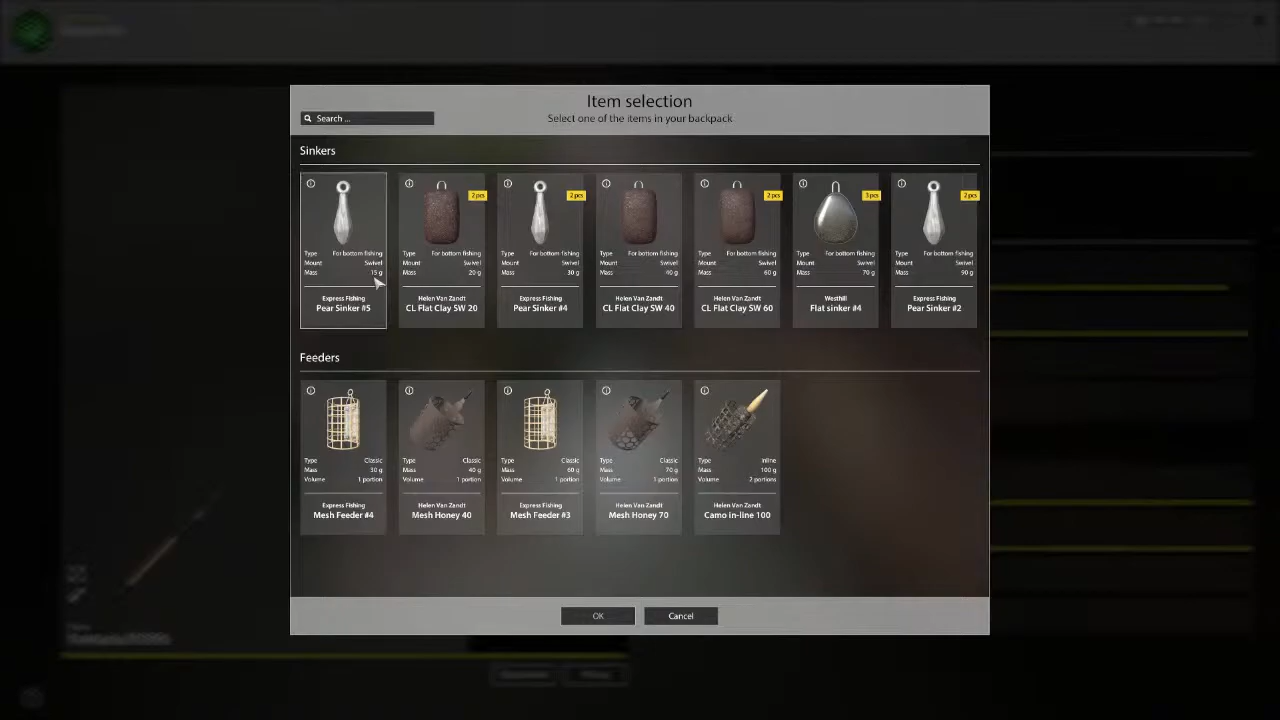 Item selection
Search ...
Select one of the items in your backpack
Sinkers
2 pcs
2 pcs
2 pcs
3 pcs
2 pcs
Type For bottom fishing
Mount Swivel
Mass 15 g
Express Fishing
Pear Sinker #5
Type For bottom fishing
Mount Swivel
Mass 20 g
Helen Van Zandt
CL Flat Clay SW 20
Type For bottom fishing
Mount Swivel
Mass 30 g
Express Fishing
Pear Sinker #4
Type For bottom fishing
Mount Swivel
Mass 40 g
Helen Van Zandt
CL Flat Clay SW 40
Type For bottom fishing
Mount Swivel
Mass 60 g
Helen Van Zandt
CL Flat Clay SW 60
Type For bottom fishing
Mount Swivel
Mass 70 g
Westhill
Flat sinker #4
Type For bottom fishing
Mount Swivel
Mass 90 g
Express Fishing
Pear Sinker #2
Feeders
Type Classic
Mass 30 g
Volume 1 portion
Express Fishing
Mesh Feeder #4
Type Classic
Mass 40 g
Volume 1 portion
Helen Van Zandt
Mesh Honey 40
Type Classic
Mass 60 g
Volume 1 portion
Express Fishing
Mesh Feeder #3
Type Classic
Mass 70 g
Volume 1 portion
Helen Van Zandt
Mesh Honey 70
Type Inline
Mass 100 g
Volume 2 portions
Helen Van Zandt
Camo in-line 100
OK
Cancel